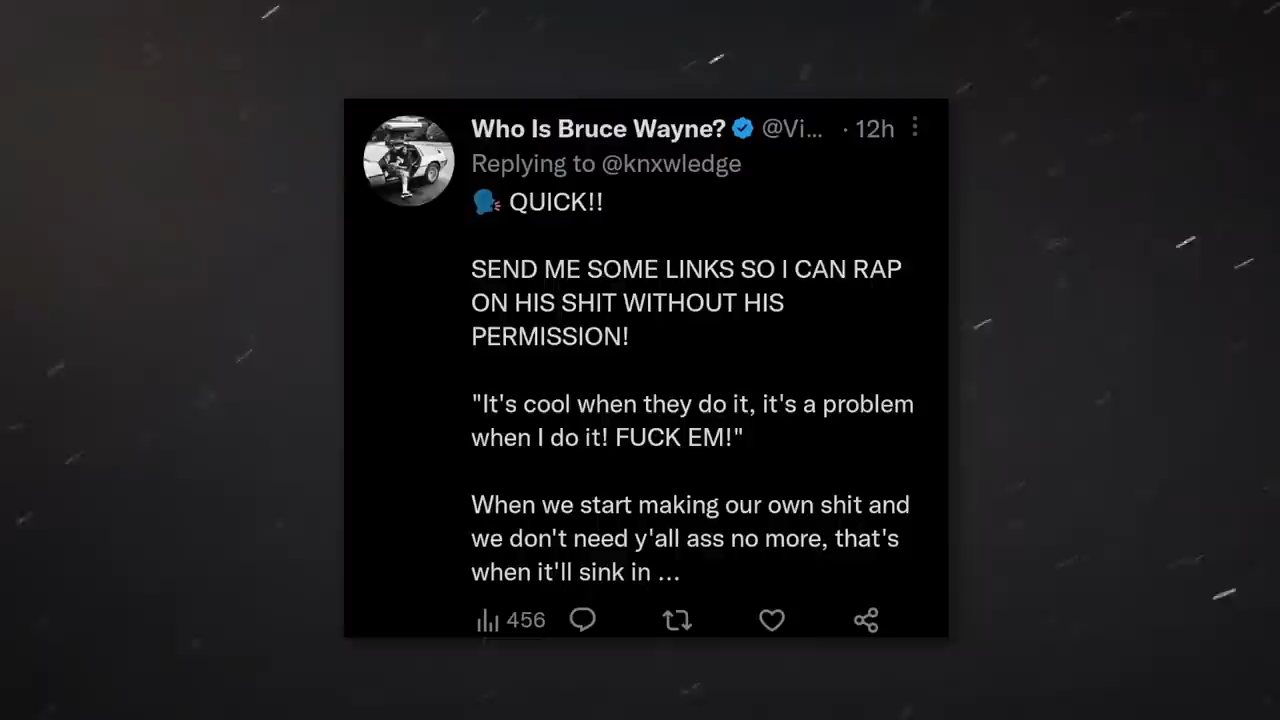 Who Is Bruce Wayne? @Vi... · 12h
Replying to @knxwledge
🗣 QUICK!!
SEND ME SOME LINKS SO I CAN RAP
ON HIS SHIT WITHOUT HIS
PERMISSION!
"It's cool when they do it, it's a problem
when I do it! FUCK EM!"
When we start making our own shit and
we don't need y'all ass no more, that's
when it'll sink in ...
456